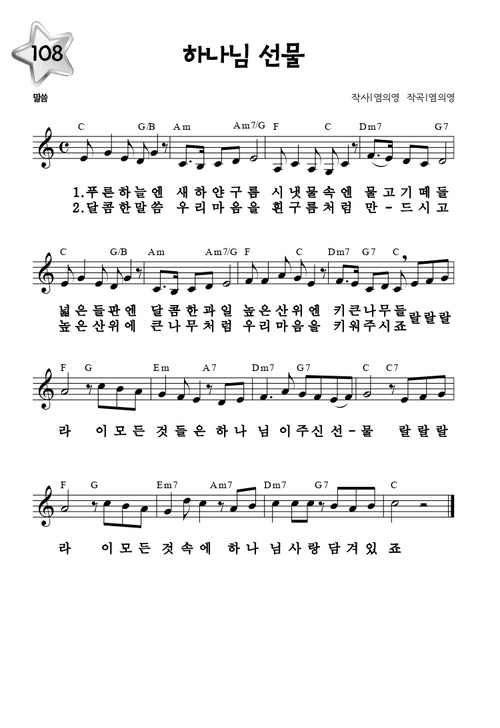 108
하나님 선물
말씀
작사|염의영 작곡|염의영
C G/B Am Am7/G F C Dm7 G7
1.푸른하늘엔 새하얀구름 시냇물속엔 물고기떼들
2.달콤한말씀 우리마음을 흰구름처럼 만-드시고
C G/B Am Am7/G F C Dm7 G7 C
넓은들판엔 달콤한과일 높은산위엔 키큰나무들 랄랄랄
높은산위에 큰나무처럼 우리마음을 키워주시죠
F G Em A7 Dm7 G7 C C7
라 이모든 것들은하나 님이주신선-물 랄랄랄
F G Em7 Am7 Dm7 G7 C
라 이모든 것속에 하나 님사랑담겨있 죠